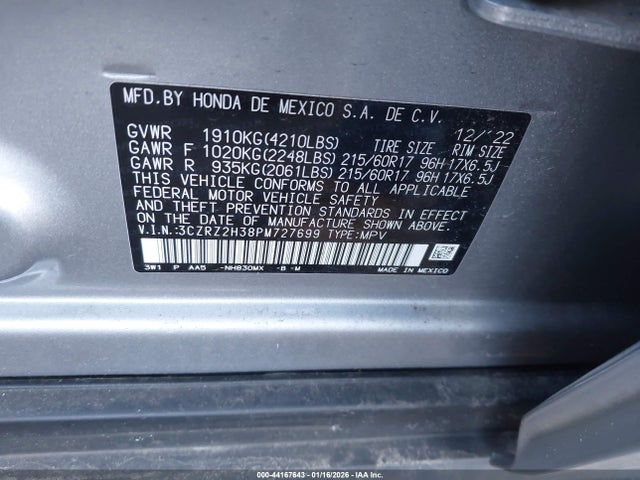 MFD.BY HONDA DE MEXICO S.A. DE C.V.
12/'22
GVWR 1910KG(4210LBS) TIRE SIZE RIM SIZE
GAWR F 1020KG(2248LBS) 215/60R17 96H 17X6.5J
GAWR R 935KG(2061LBS) 215/60R17 96H 17X6.5J
THIS VEHICLE CONFORMS TO ALL APPLICABLE
FEDERAL MOTOR VEHICLE SAFETY
AND THEFT PREVENTION STANDARDS
IN EFFECT ON THE DATE OF
MANUFACTURE SHOWN ABOVE.
V.I.N.:3CZRZ2H38PM727699 TYPE:MPV
3W1 P AA5 -NH830MX -B -M MADE IN MEXICO
000-44167643 - 01/16/2026 - IAAI Inc.